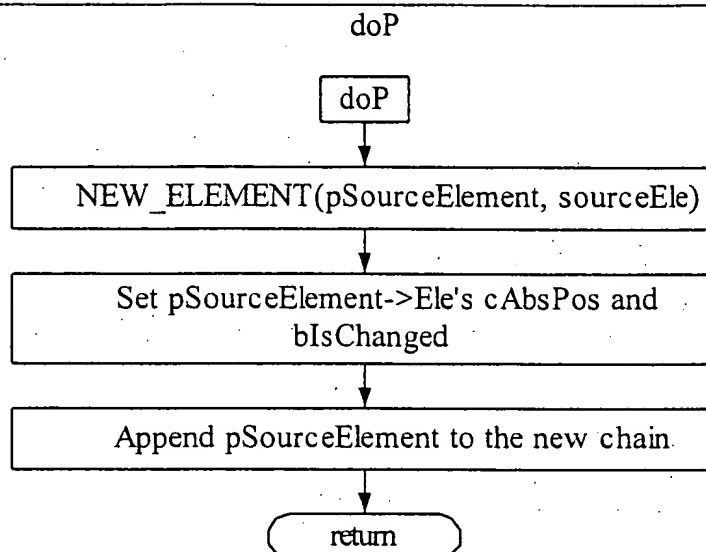 doP
doP
NEW_ELEMENT(pSourceElement, sourceEle)
Set pSourceElement->Ele's cAbsPos and
bIsChanged
Append pSourceElement to the new chain
return